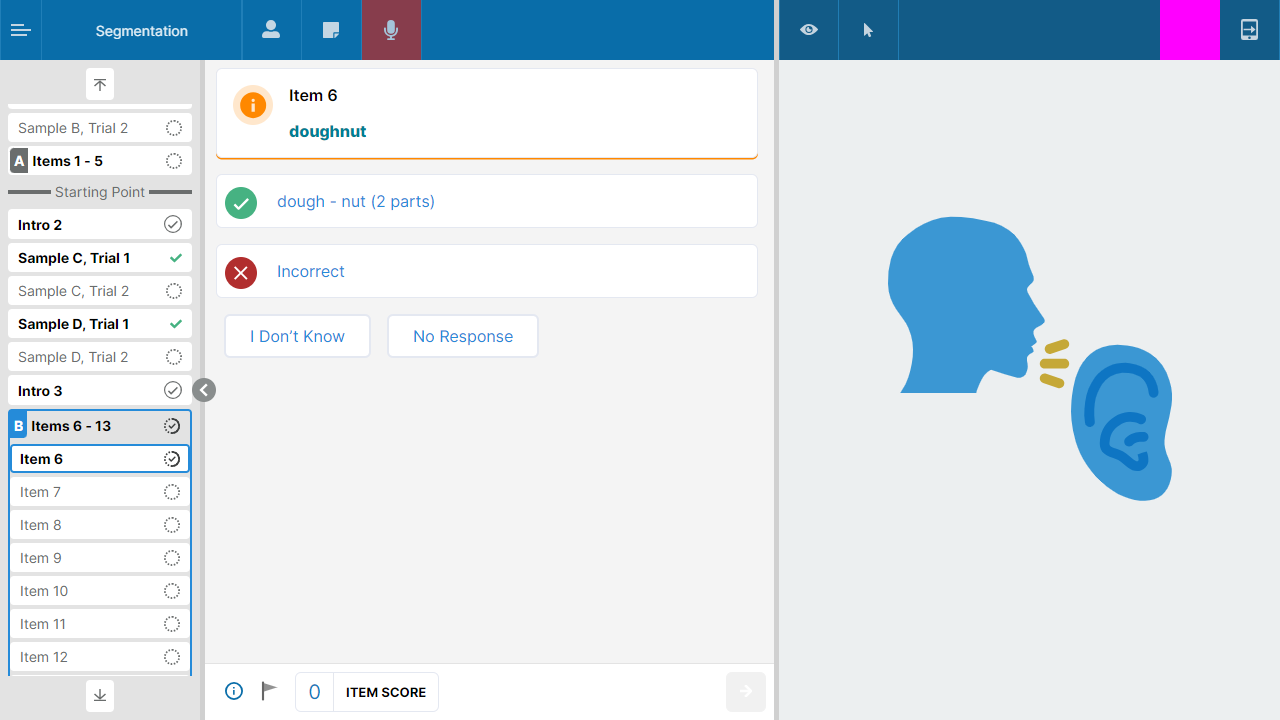 Segmentation
Sample B, Trial 2
A Items 1 - 5
Starting Point
Intro 2
Sample C, Trial 1
Sample C, Trial 2
Sample D, Trial 1
Sample D, Trial 2
Intro 3
B Items 6 - 13
Item 6
Item 7
Item 8
Item 9
Item 10
Item 11
Item 12
Item 6
doughnut
dough - nut (2 parts)
Incorrect
I Don’t Know
No Response
0 ITEM SCORE